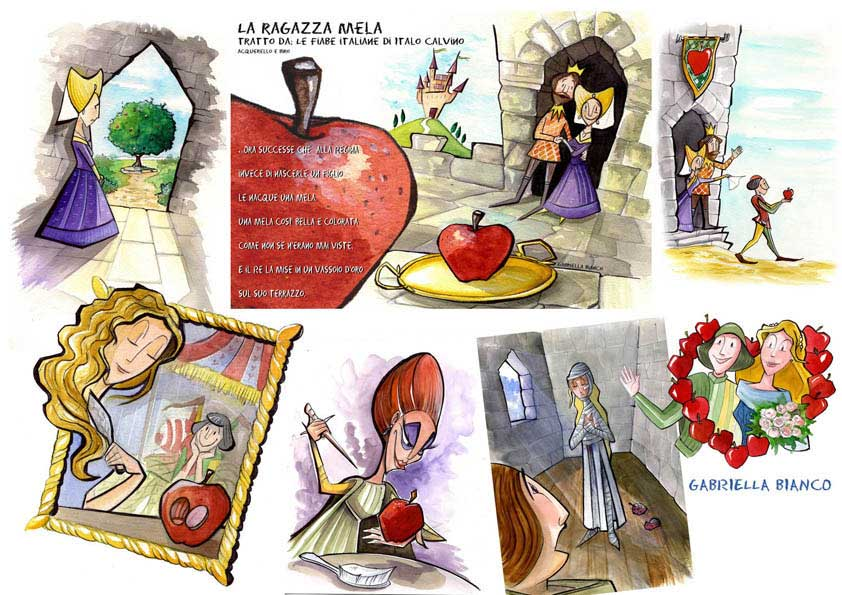 LA RAGAZZA MELA
TRATTO DA: LE FIABE ITALIANE DI ITALO CALVINO
ACQUERELLO E BIRO
...ORA SUCCESSE CHE ALLA REGINA
INVECE DI NASCERLE UN FIGLIO
LE NACQUE UNA MELA.
UNA MELA COSI BELLA E COLORATA
COME NON SE N'ERANO MAI VISTE.
E IL RE LA MISE IN UN VASSOIO D'ORO
SUL SUO TERRAZZO.
GABRIELLA BIANCO
GABRIELLA BIANCO